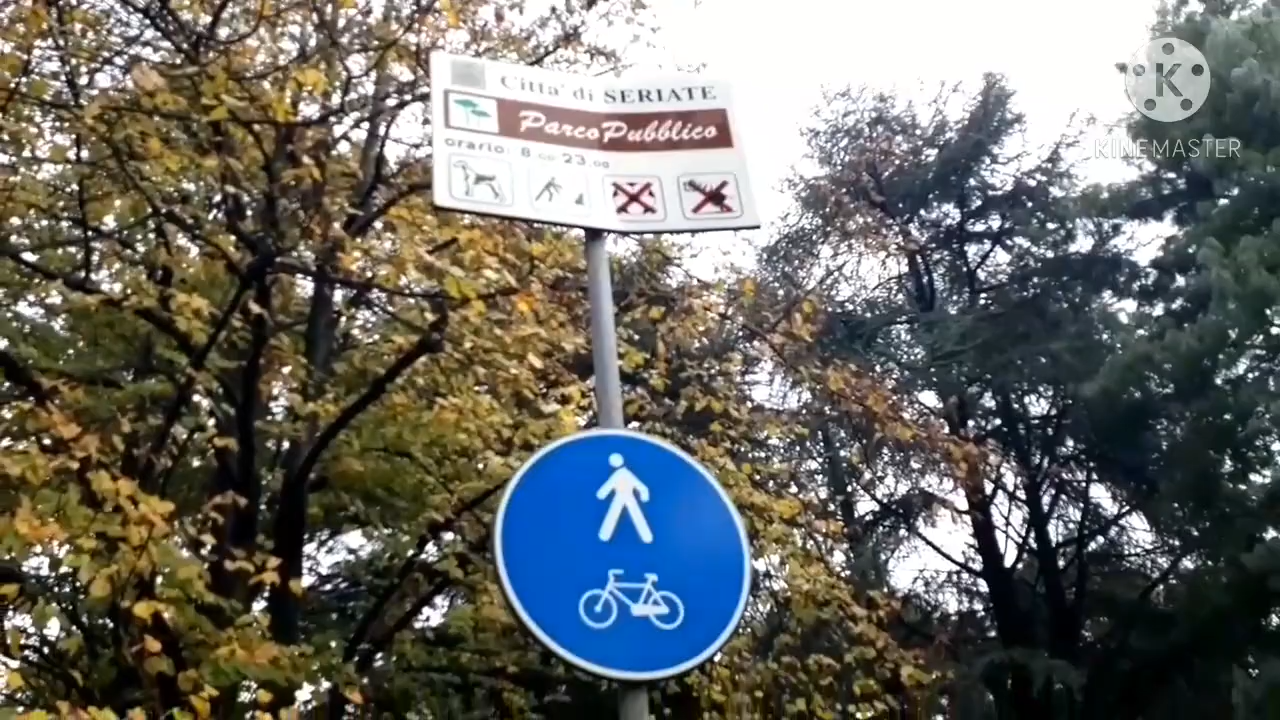 Citta' di SERIATE
ParcoPubblico
orario: 8.00 23.00
K
KINEMASTER